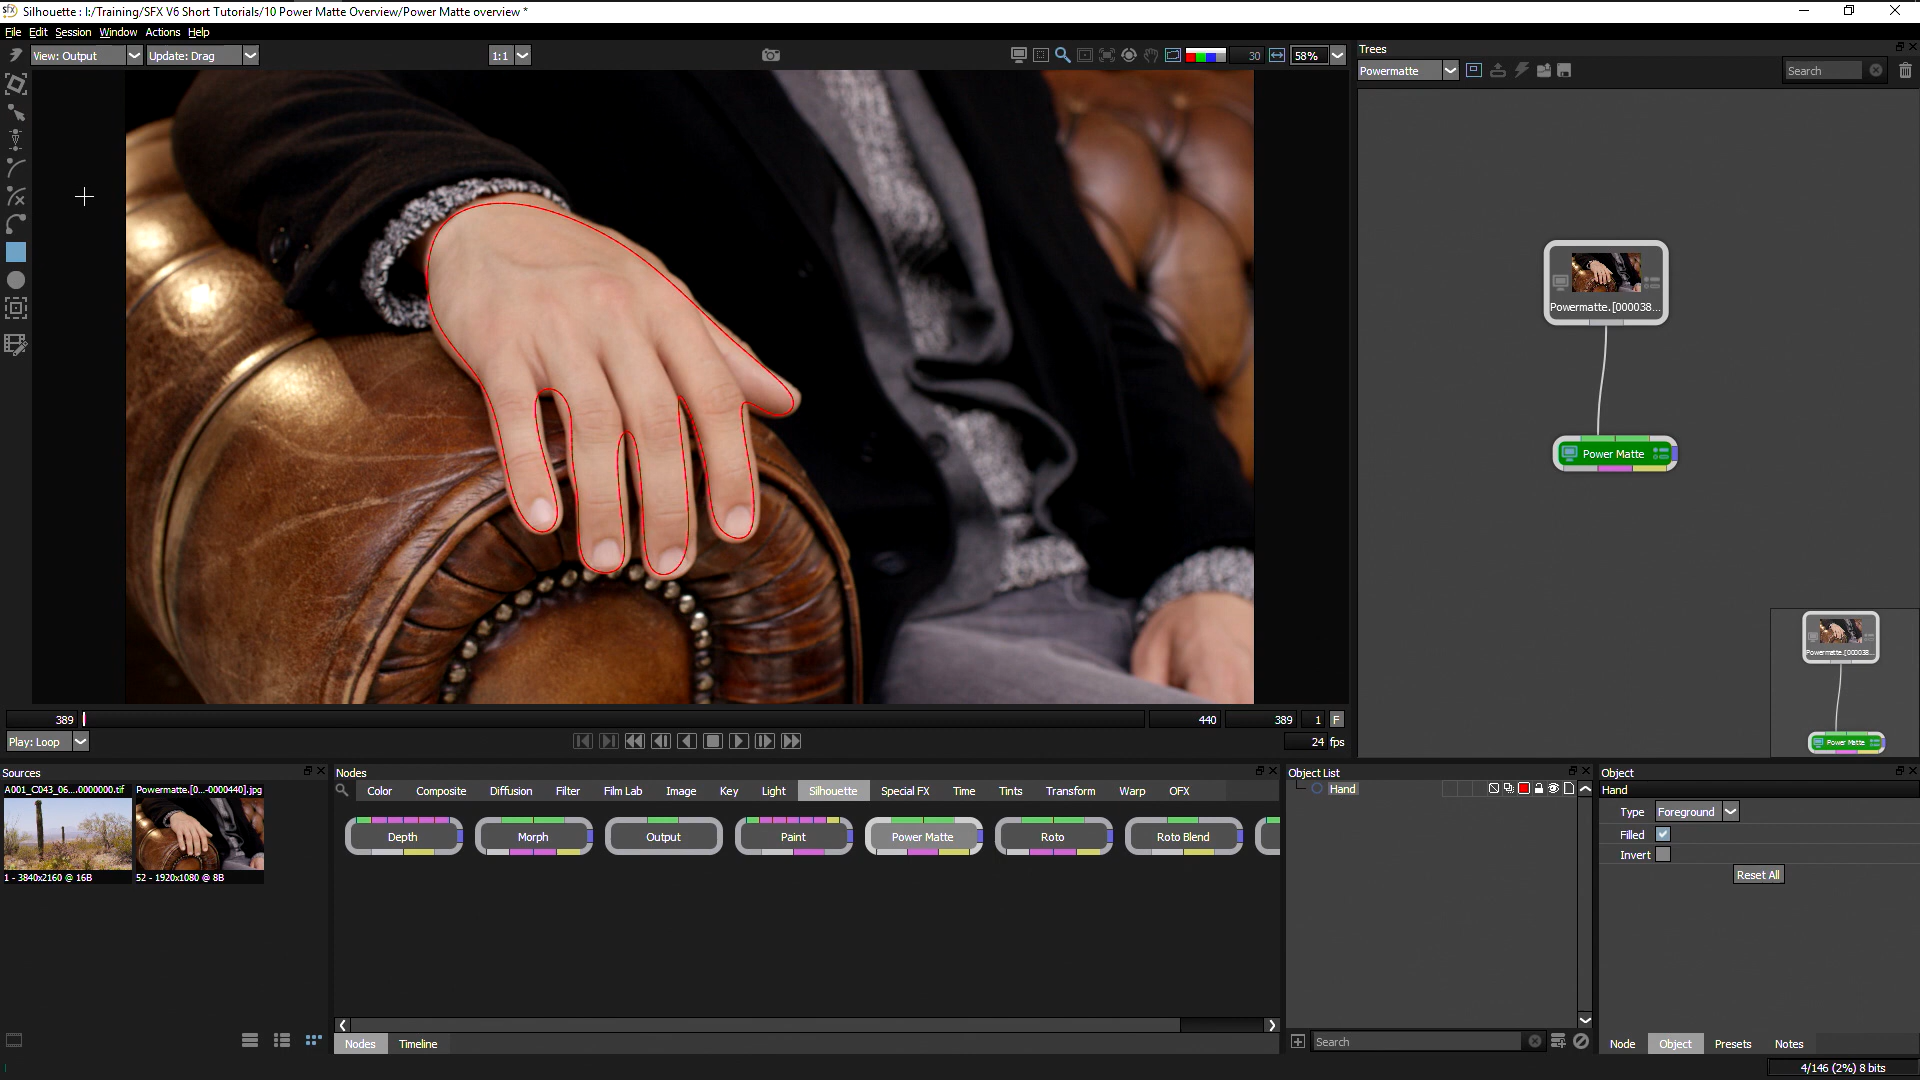 Silhouette : I:/Training/SFX V6 Short Tutorials/10 Power Matte Overview/Power Matte overview *
File Edit Session Window Actions Help
View: Output
Update: Drag
1:1
30
58%
Trees
Powermatte
Search
Powermatte.[000038...
Power Matte
Powermatte.[000038...
Power Matte
389
440
389
1
F
Play: Loop
24 fps
Sources
A001_C043_06....0000000.tif
1 - 3840x2160 @ 16B
Powermatte.[0...-0000440].jpg
52 - 1920x1080 @ 8B
Nodes
Color Composite Diffusion Filter Film Lab Image Key Light Silhouette Special FX Time Tints Transform Warp OFX
Depth Morph Output Paint Power Matte Roto Roto Blend
Nodes Timeline
Object List
Hand
Search
Object
Hand
Type Foreground
Filled
Invert
Reset All
Node Object Presets Notes
4/146 (2%) 8 bits